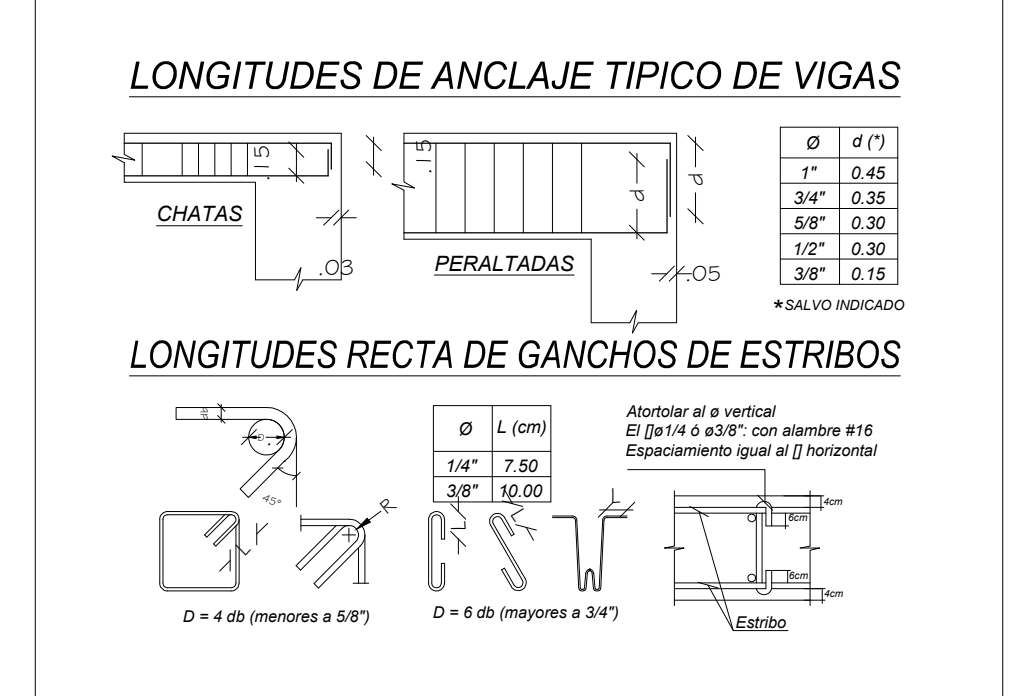 LONGITUDES DE ANCLAJE TIPICO DE VIGAS
.15
CHATAS
.03
.15
d
d
PERALTADAS
.05
Ø d (*)
1" 0.45
3/4" 0.35
5/8" 0.30
1/2" 0.30
3/8" 0.15
*SALVO INDICADO
LONGITUDES RECTA DE GANCHOS DE ESTRIBOS
db
D
45°
L
R
D = 4 db (menores a 5/8")
Ø L (cm)
1/4" 7.50
3/8" 10.00
L
L
L
D = 6 db (mayores a 3/4")
Atortolar al ø vertical
El []ø1/4 ó ø3/8": con alambre #16
Espaciamiento igual al [] horizontal
4cm
6cm
6cm
4cm
Estribo